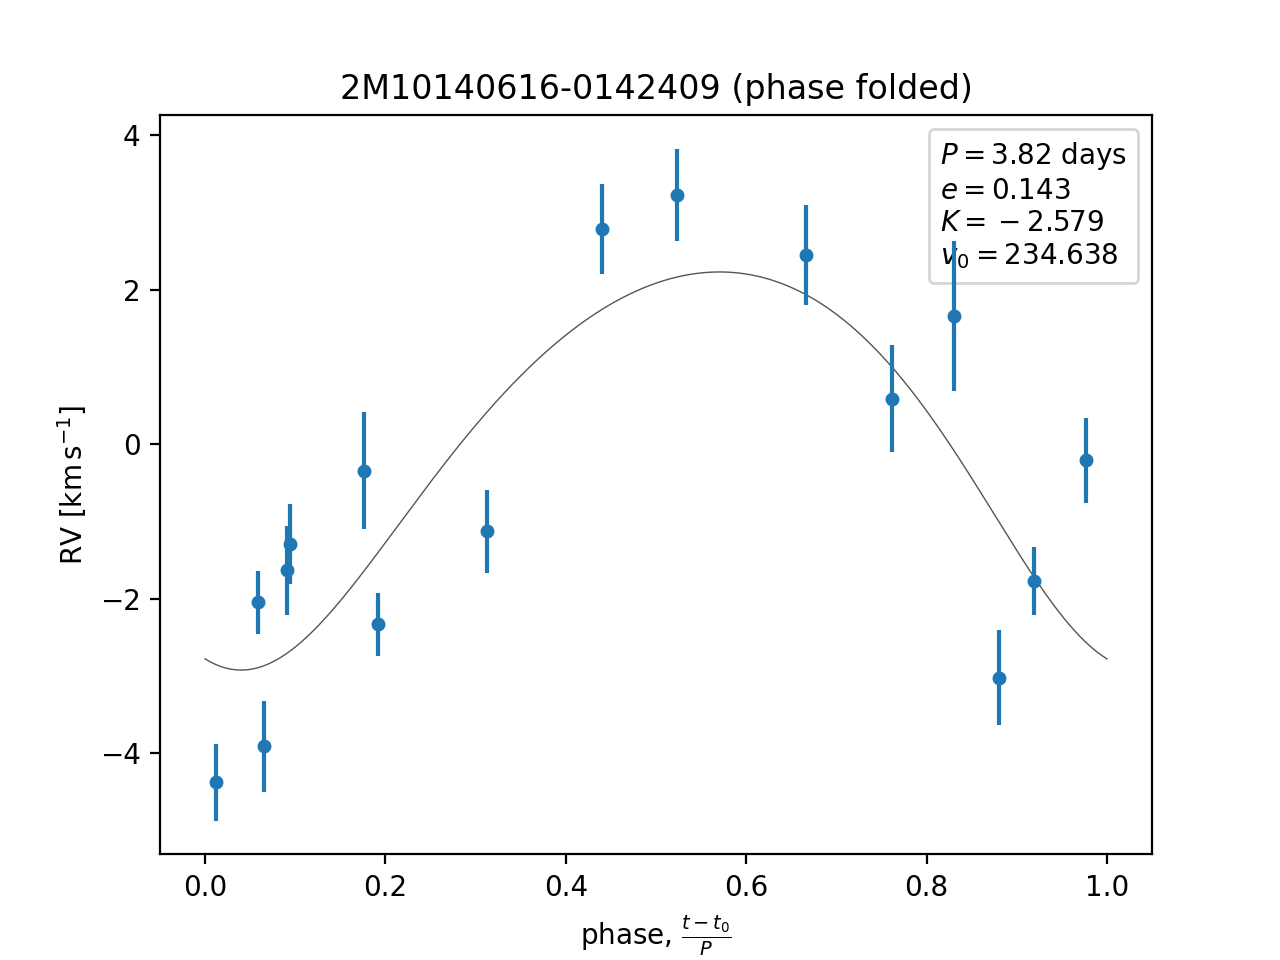 2M10140616-0142409 (phase folded)
P = 3.82 days
e = 0.143
K = −2.579
v₀ = 234.638
RV [km s⁻¹]
4
2
0
−2
−4
0.0 0.2 0.4 0.6 0.8 1.0
phase, (t − t₀)/P